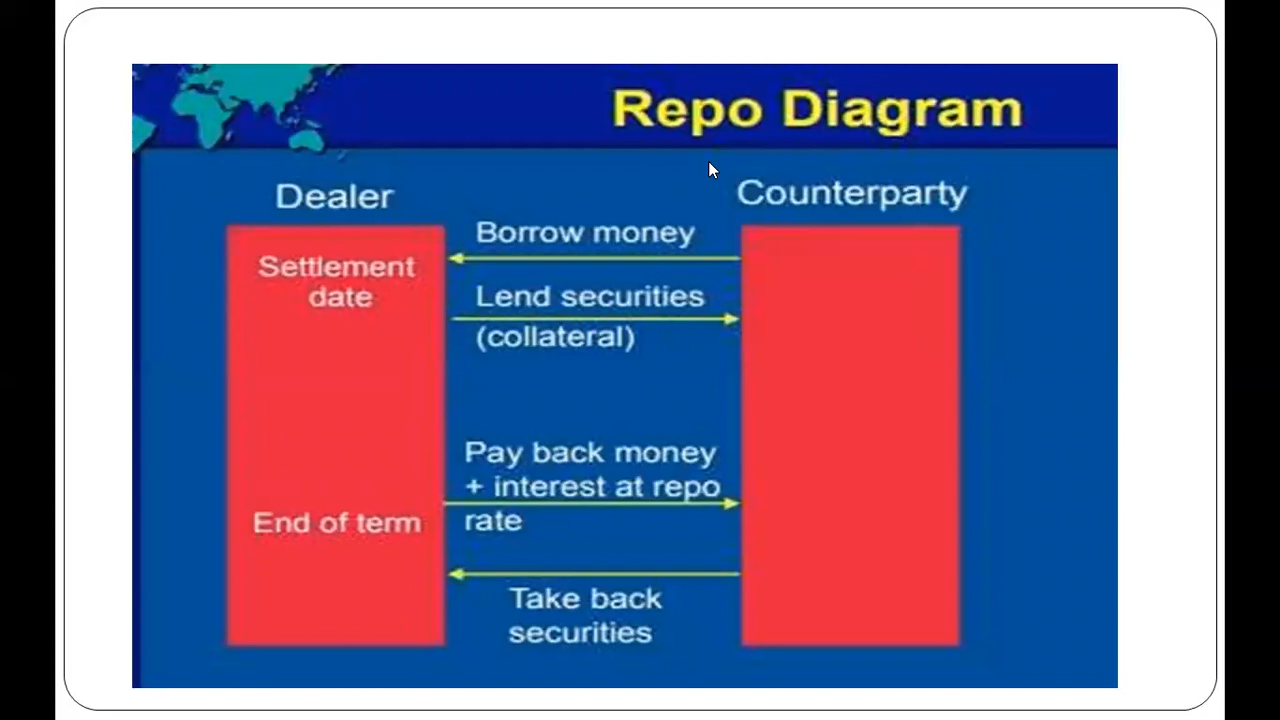 Repo Diagram
Dealer
Counterparty
Settlement
date
Borrow money
Lend securities
(collateral)
End of term
Pay back money
+ interest at repo
rate
Take back
securities